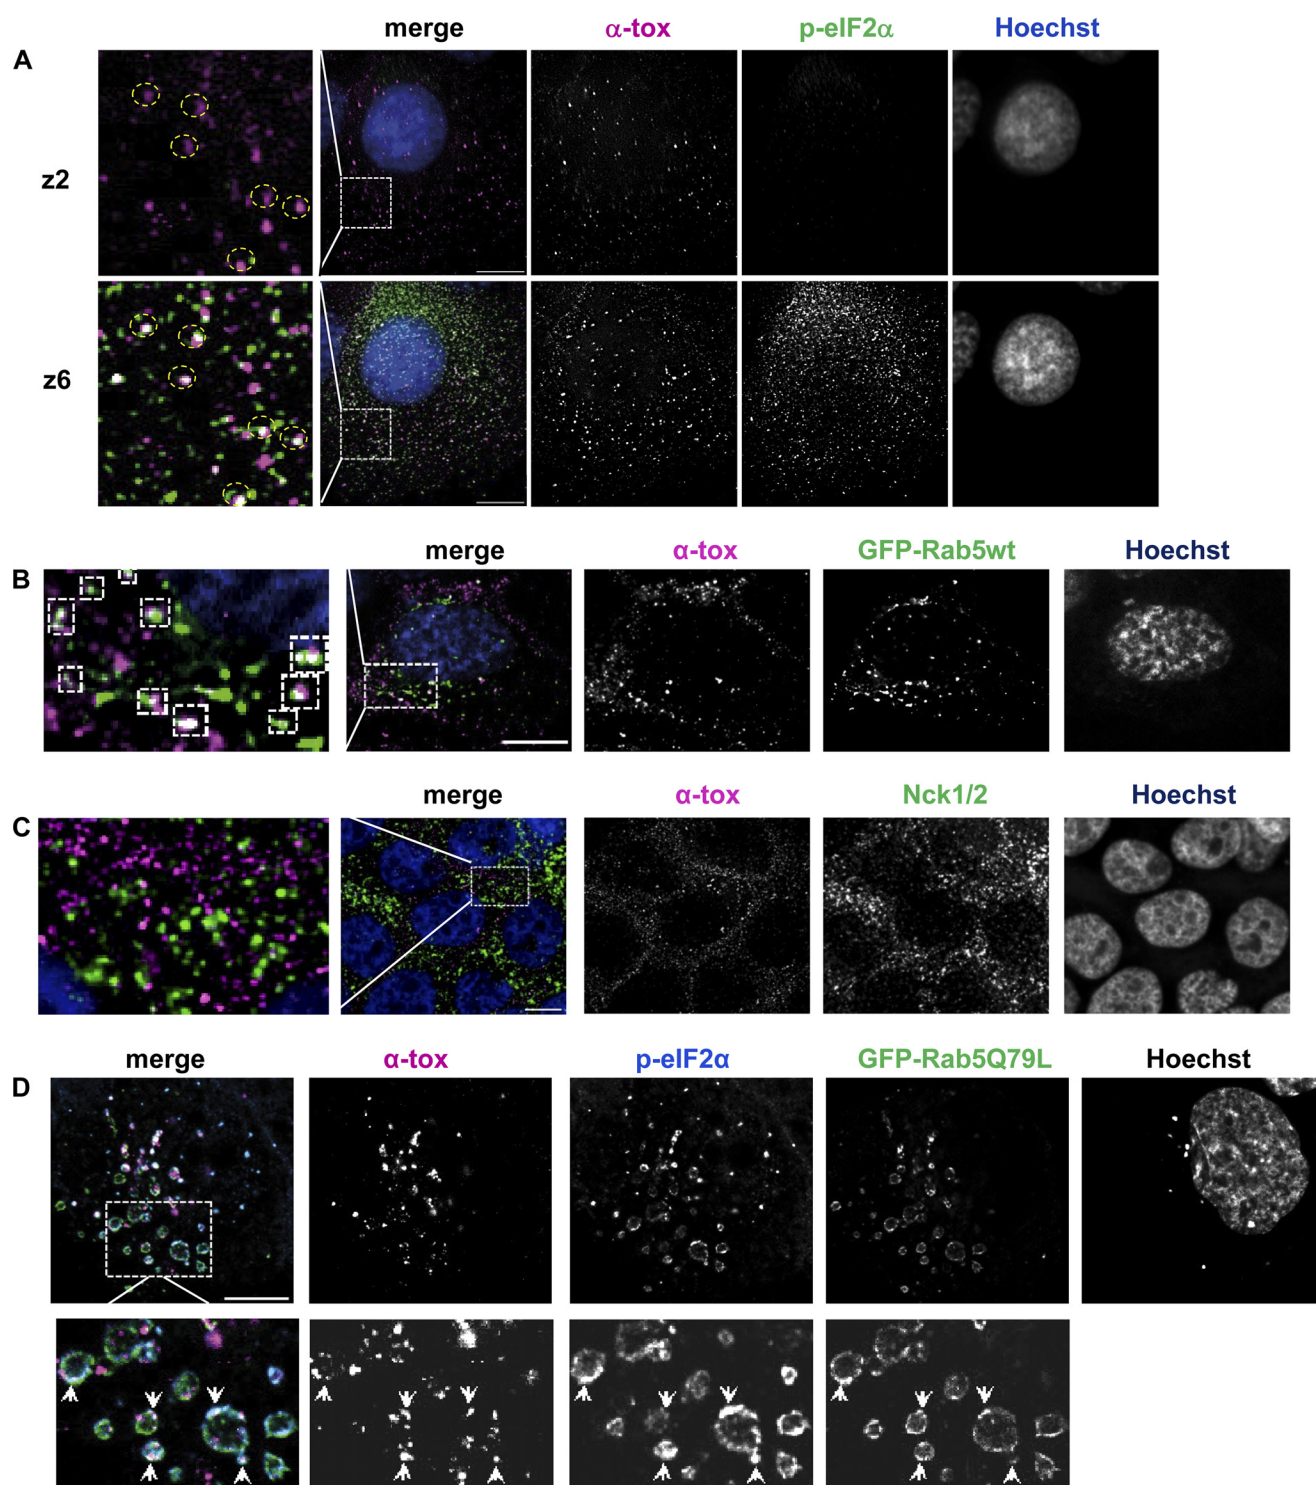 merge α-tox p-eIF2α Hoechst
A
z2
z6
merge α-tox GFP-Rab5wt Hoechst
B
merge α-tox Nck1/2 Hoechst
C
merge α-tox p-eIF2α GFP-Rab5Q79L Hoechst
D